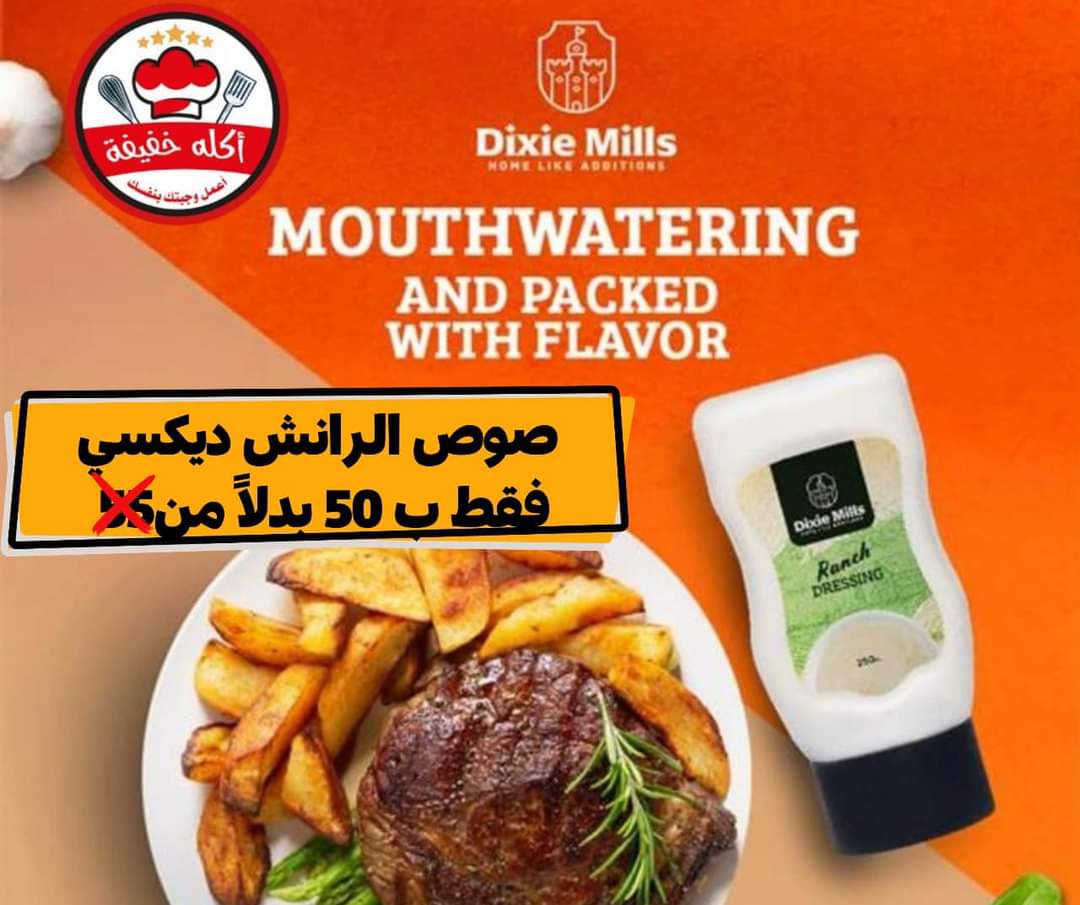 أكله خفيفة
أعمل وجبتك بنفسك
Dixie Mills
HOME LIKE ADDITIONS
MOUTHWATERING
AND PACKED
WITH FLAVOR
صوص الرانش ديكسي
فقط ب 50 بدلاً من 55
Dixie Mills
Ranch
DRESSING